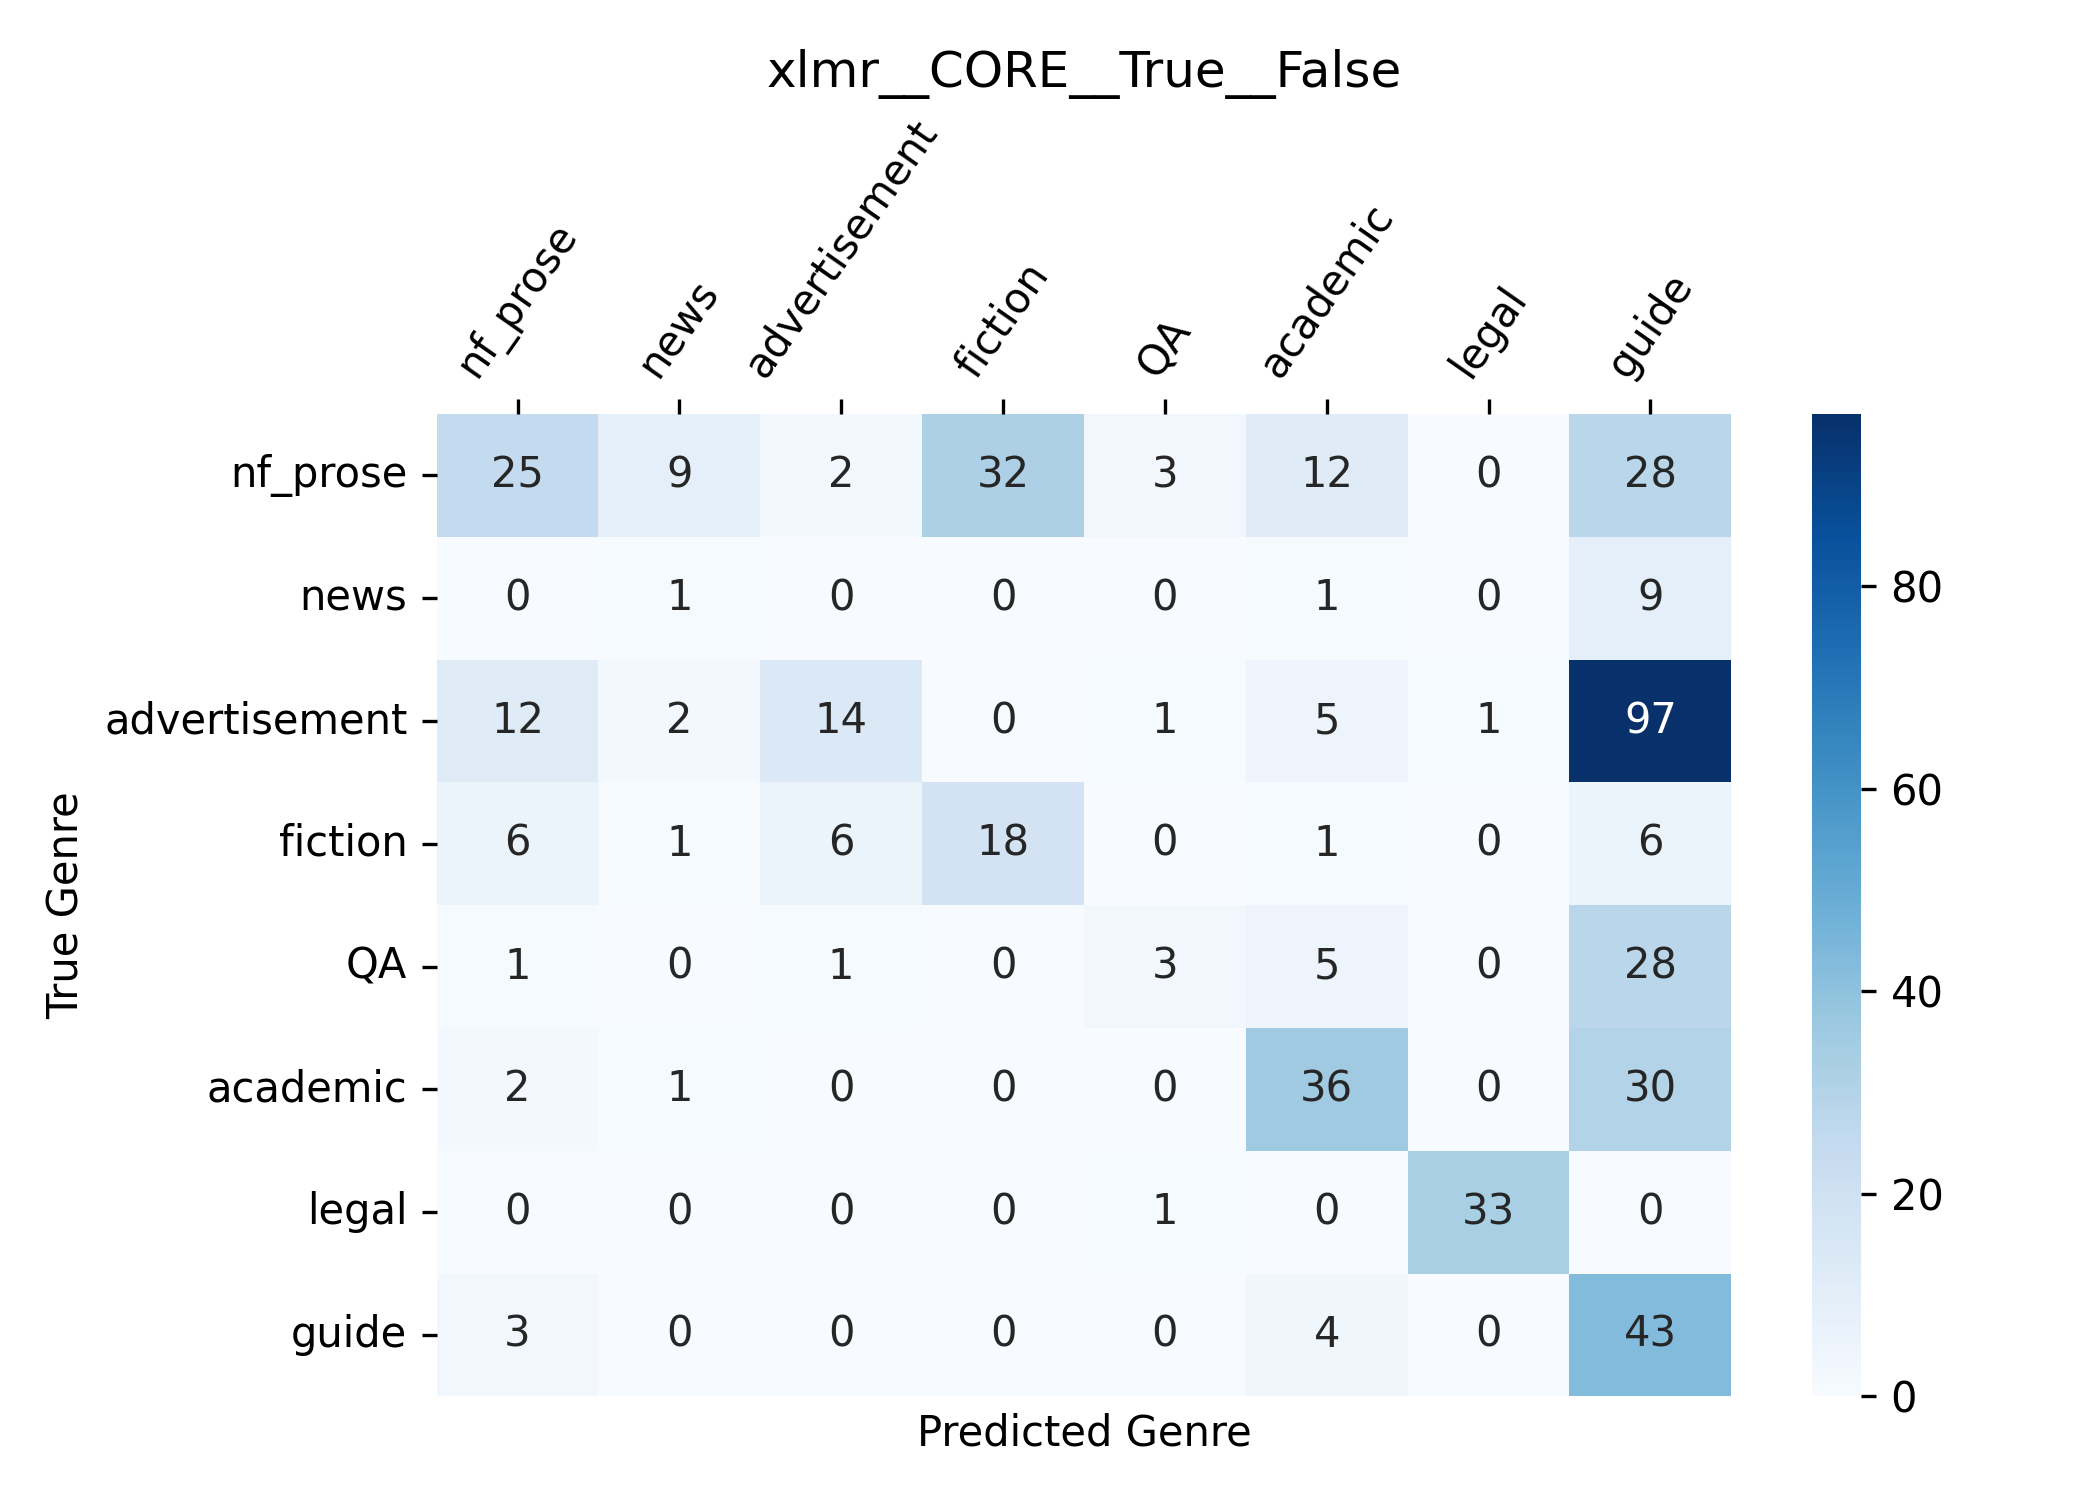 xlmr__CORE__True__False
nf_prose news advertisement fiction QA academic legal guide
nf_prose 25 9 2 32 3 12 0 28
news 0 1 0 0 0 1 0 9
advertisement 12 2 14 0 1 5 1 97
fiction 6 1 6 18 0 1 0 6
QA 1 0 1 0 3 5 0 28
academic 2 1 0 0 0 36 0 30
legal 0 0 0 0 1 0 33 0
guide 3 0 0 0 0 4 0 43
True Genre
Predicted Genre
80
60
40
20
0